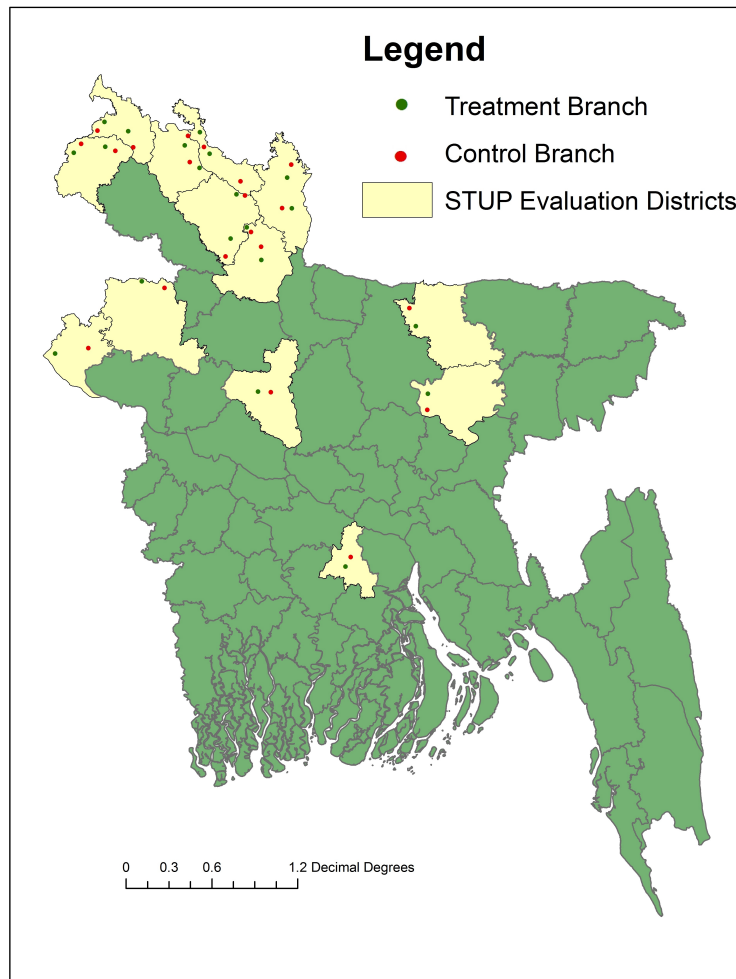 Legend
Treatment Branch
Control Branch
STUP Evaluation Districts
0 0.3 0.6 1.2 Decimal Degrees